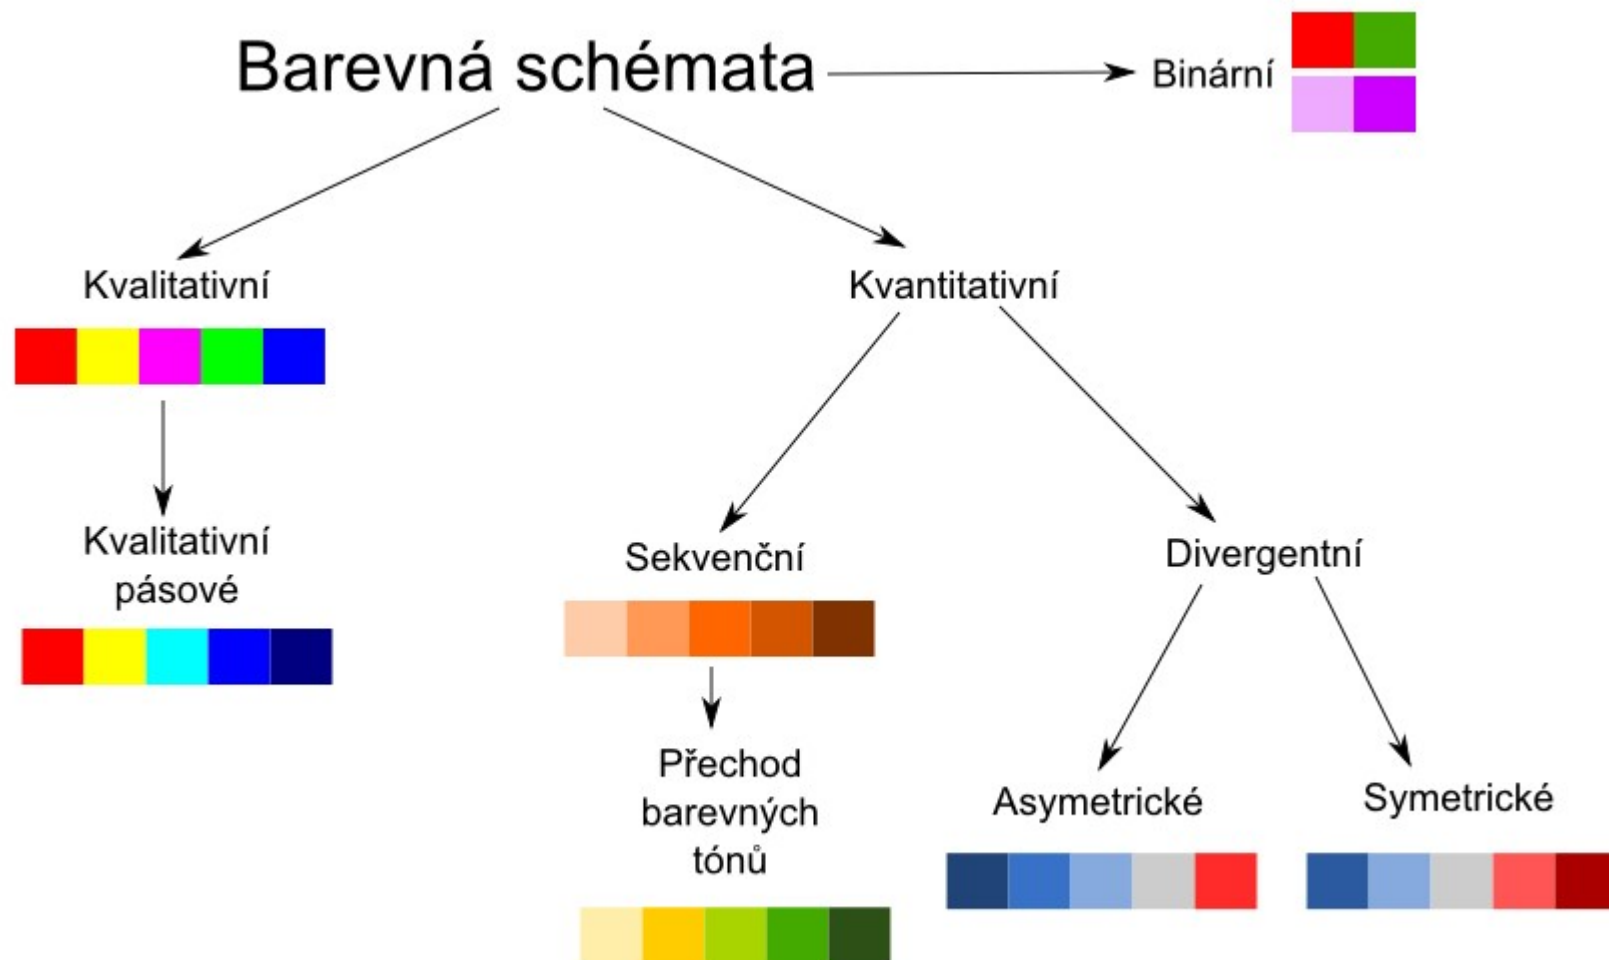 Barevná schémata
Binární
Kvalitativní
Kvantitativní
Kvalitativní
pásové
Sekvenční
Divergentní
Přechod
barevných
tónů
Asymetrické
Symetrické